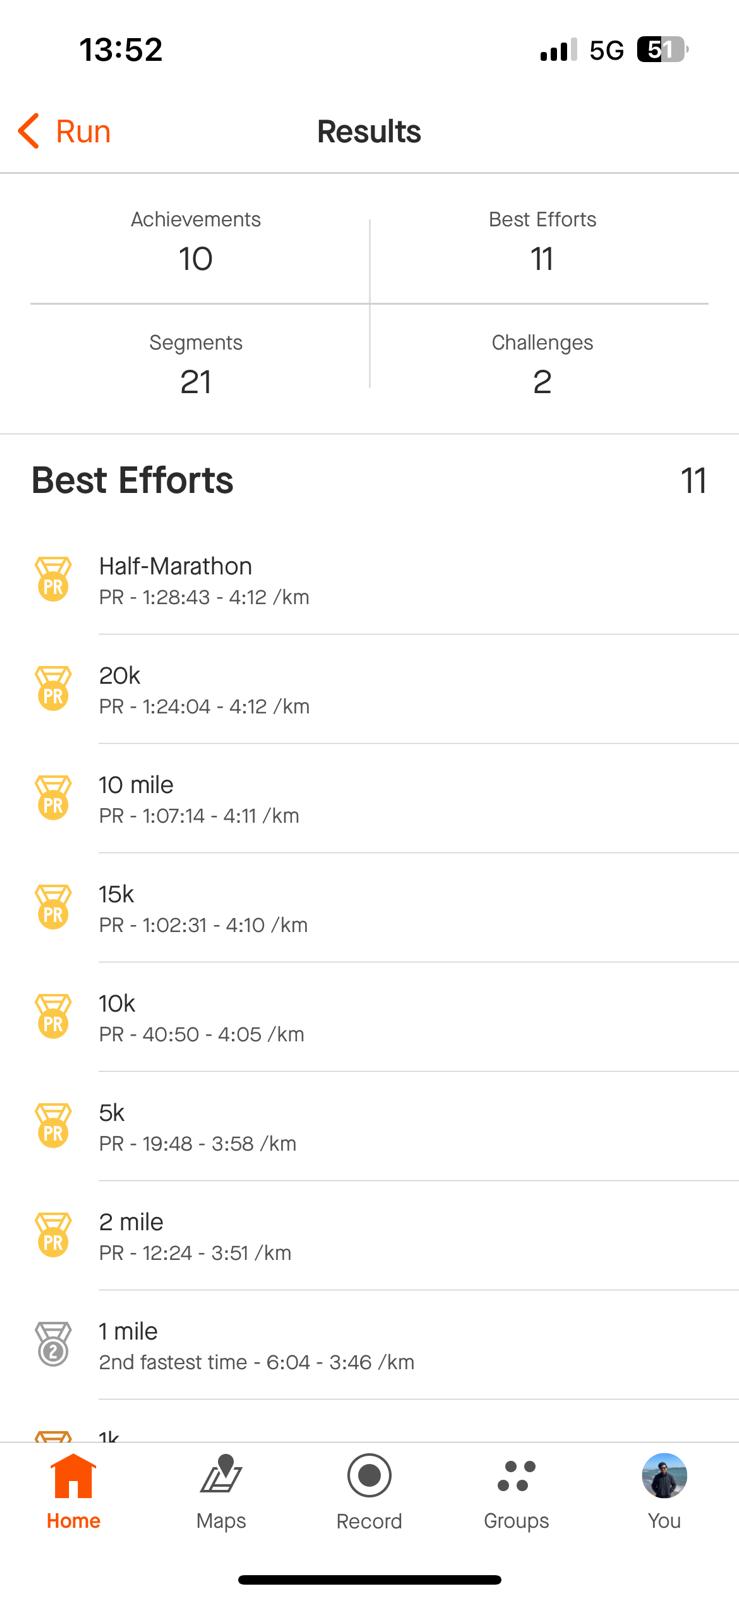 13:52
5G
51
Run
Results
Achievements
10
Best Efforts
11
Segments
21
Challenges
2
Best Efforts
11
PR
Half-Marathon
PR - 1:28:43 - 4:12 /km
PR
20k
PR - 1:24:04 - 4:12 /km
PR
10 mile
PR - 1:07:14 - 4:11 /km
PR
15k
PR - 1:02:31 - 4:10 /km
PR
10k
PR - 40:50 - 4:05 /km
PR
5k
PR - 19:48 - 3:58 /km
PR
2 mile
PR - 12:24 - 3:51 /km
2
1 mile
2nd fastest time - 6:04 - 3:46 /km
1k
Home
Maps
Record
Groups
You